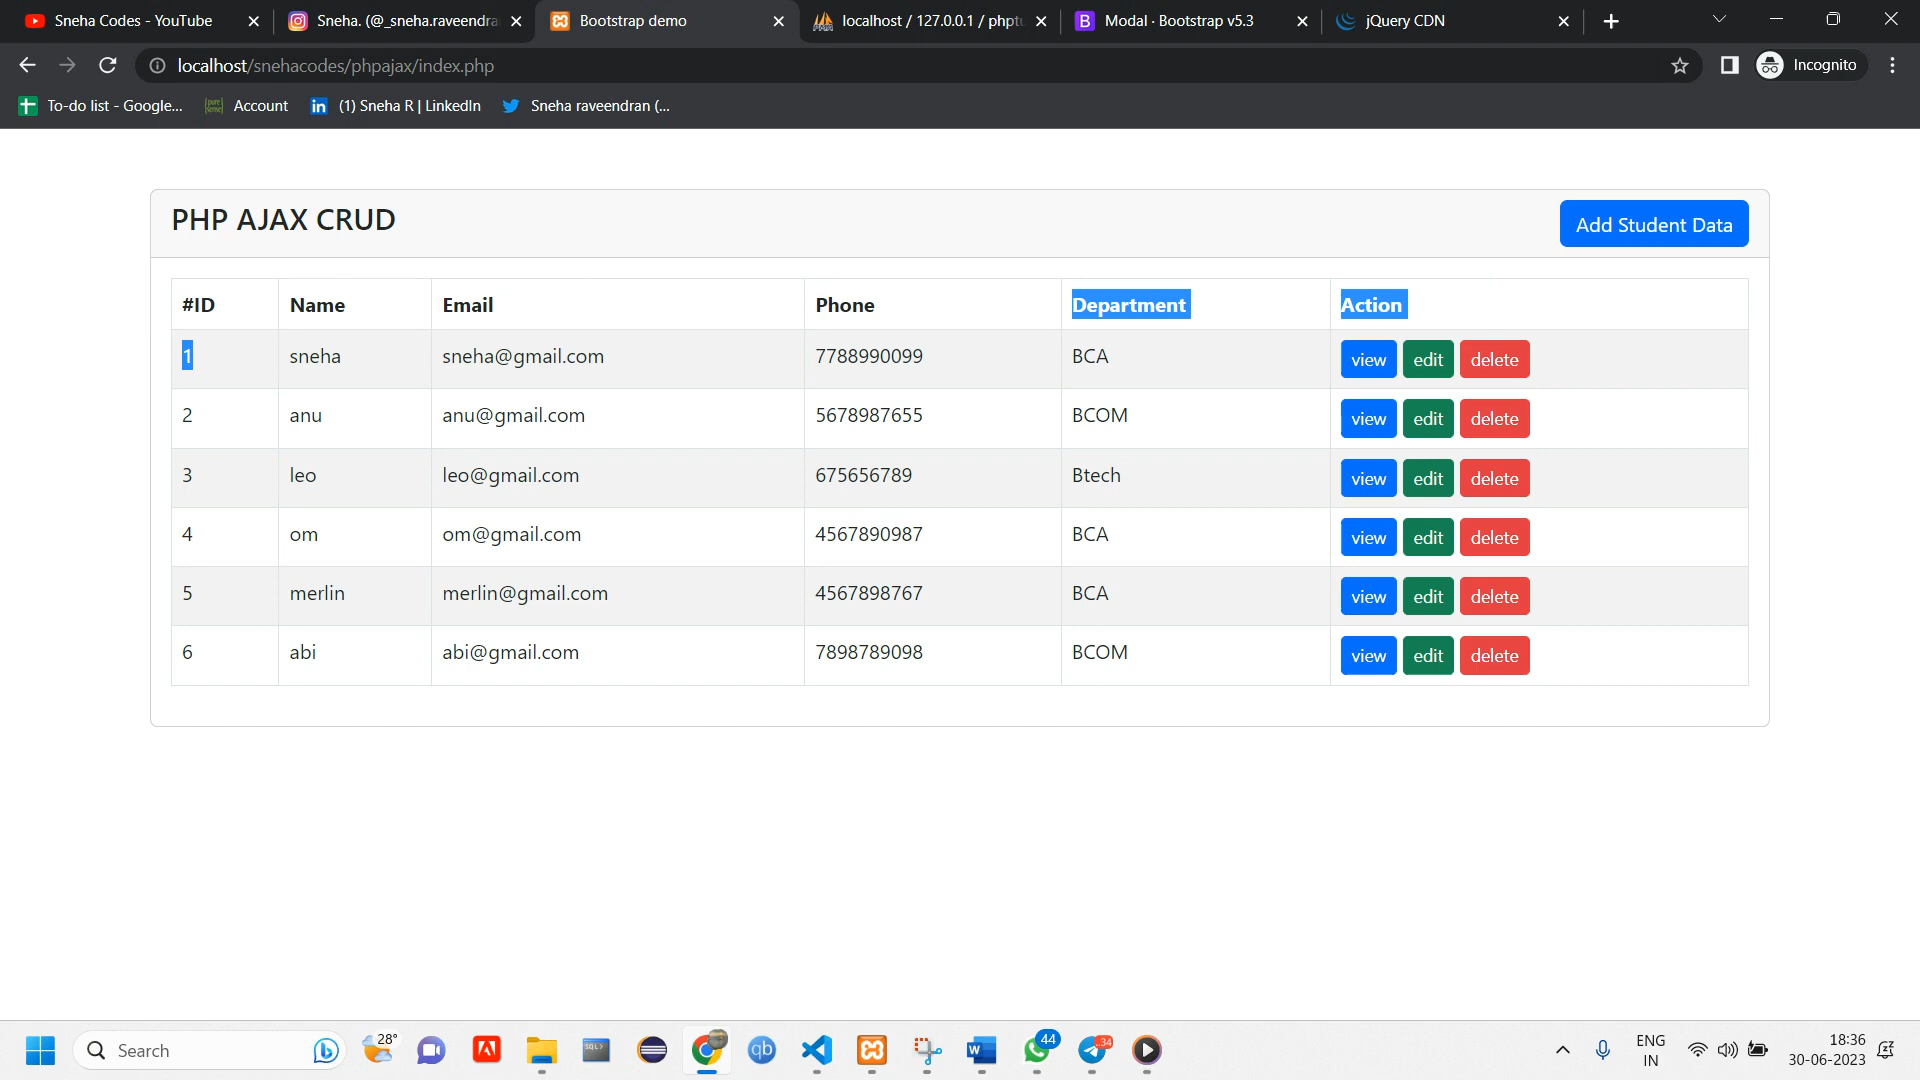 Sneha Codes - YouTube
Sneha. (@_sneha.raveendra
Bootstrap demo
localhost / 127.0.0.1 / phptu
Modal · Bootstrap v5.3
jQuery CDN
localhost/snehacodes/phpajax/index.php
Incognito
To-do list - Google...
Account
(1) Sneha R | LinkedIn
Sneha raveendran (...
PHP AJAX CRUD
Add Student Data
#ID Name Email Phone Department Action
1 sneha sneha@gmail.com 7788990099 BCA view edit delete
2 anu anu@gmail.com 5678987655 BCOM view edit delete
3 leo leo@gmail.com 675656789 Btech view edit delete
4 om om@gmail.com 4567890987 BCA view edit delete
5 merlin merlin@gmail.com 4567898767 BCA view edit delete
6 abi abi@gmail.com 7898789098 BCOM view edit delete
Search
28°
SQL>
qb
44
34
ENG
IN
18:36
30-06-2023